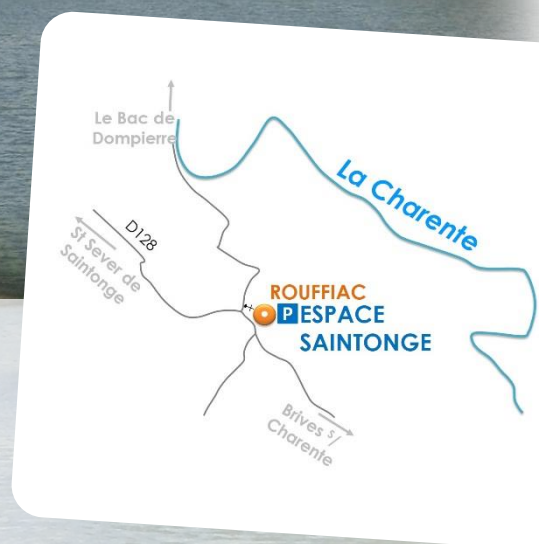 Le Bac de
Dompierre
La Charente
D128
St Sever de
Saintonge
ROUFFIAC
P ESPACE
SAINTONGE
Brives s/
Charente